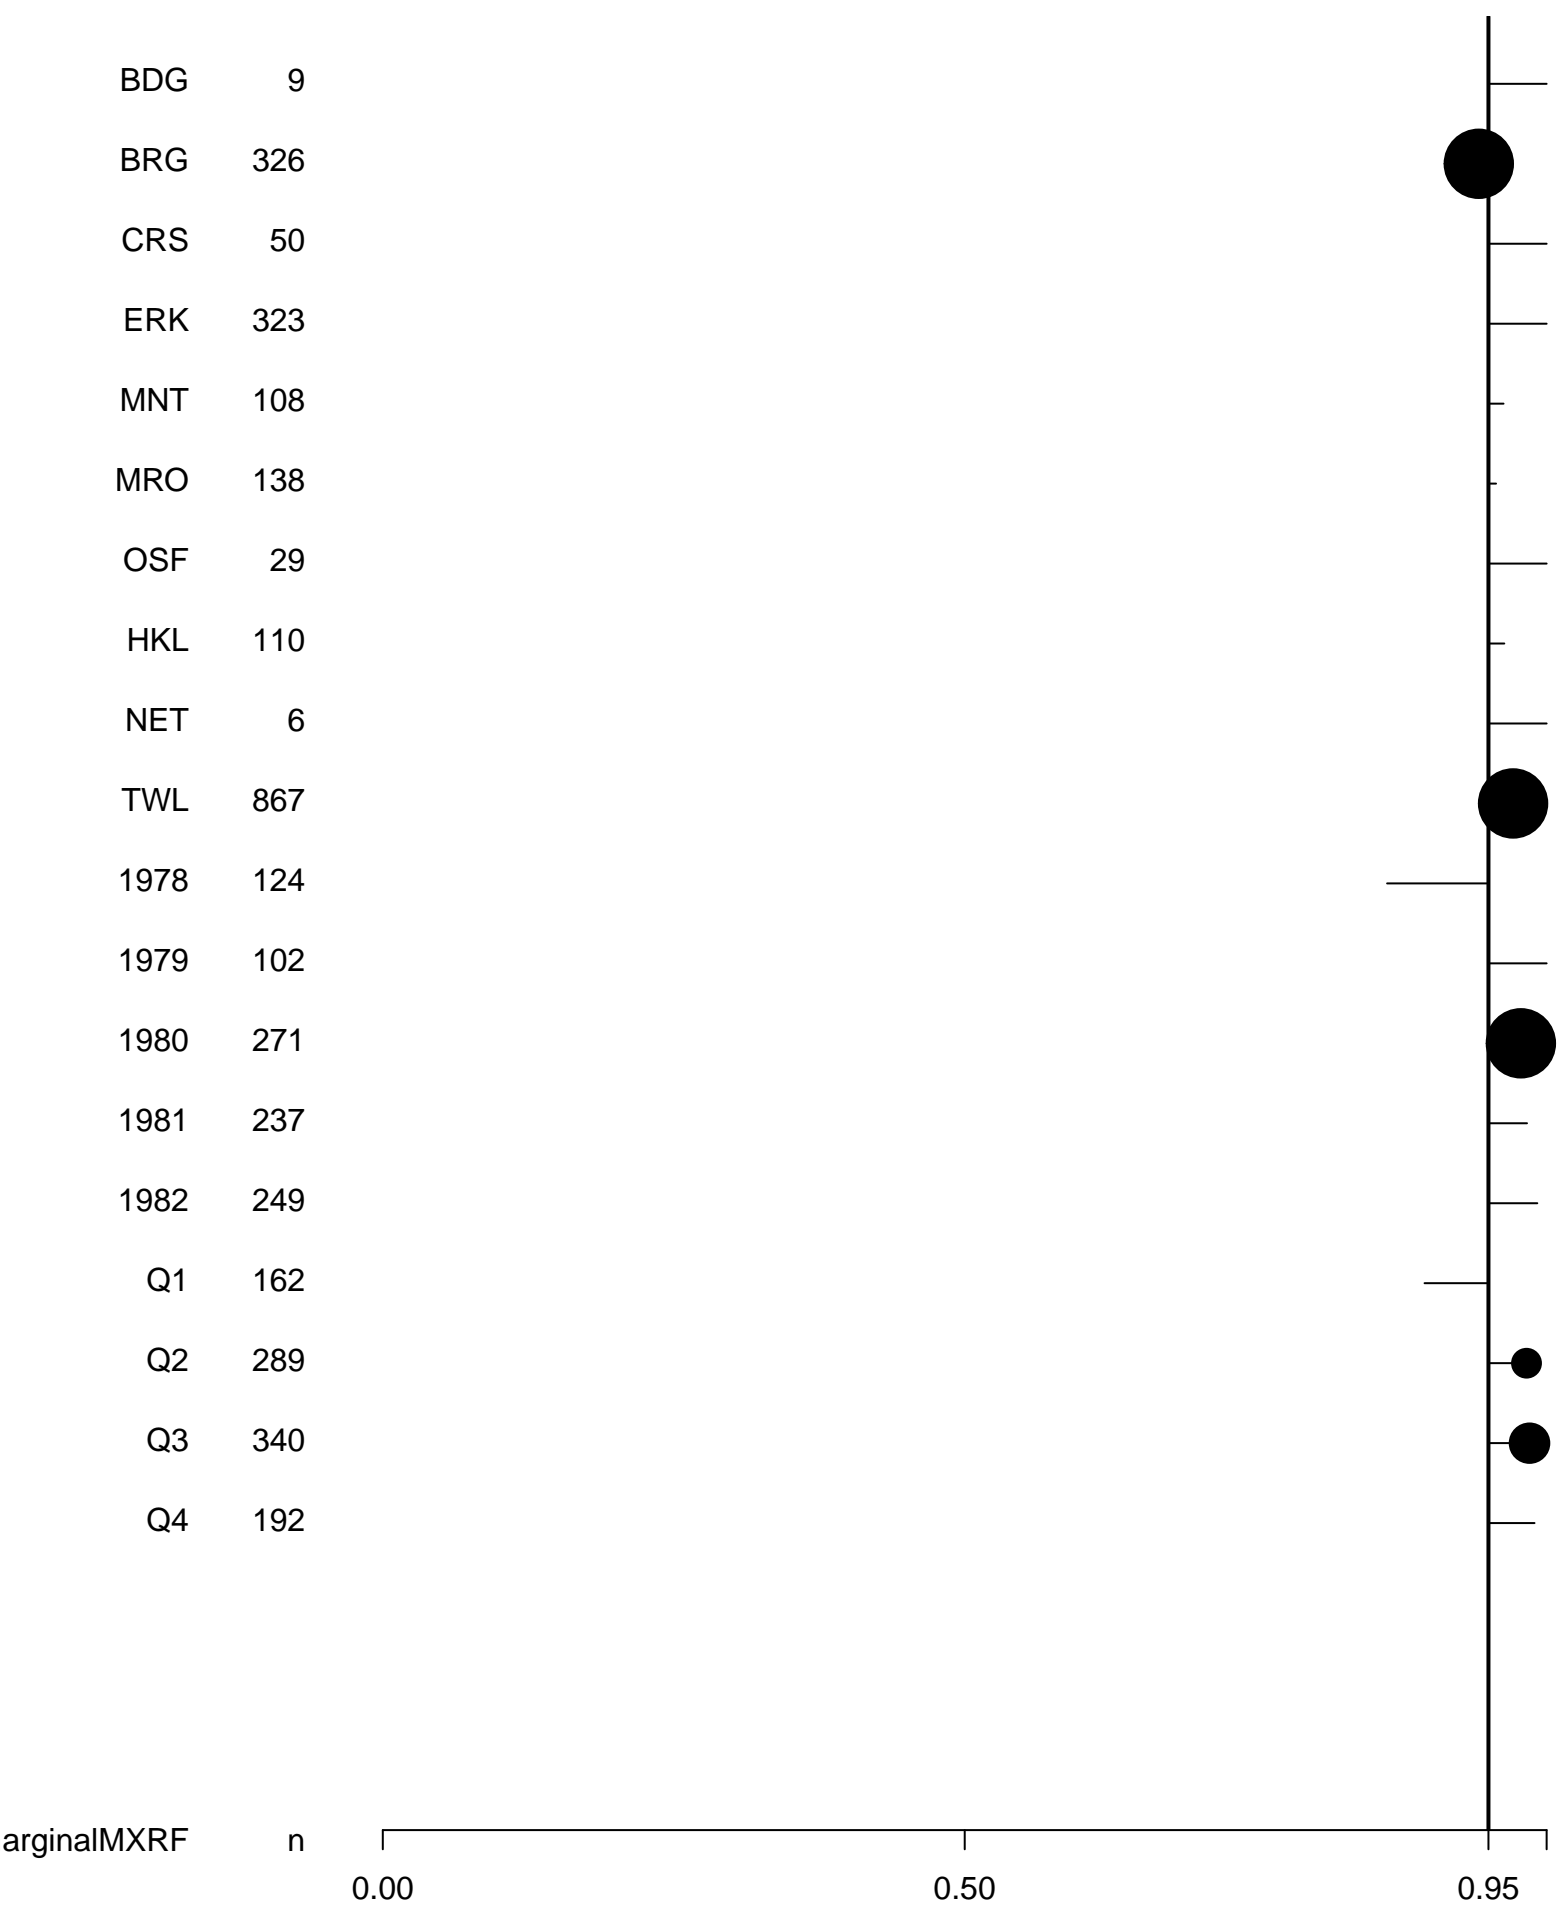 BDG 9
BRG 326
CRS 50
ERK 323
MNT 108
MRO 138
OSF 29
HKL 110
NET 6
TWL 867
1978 124
1979 102
1980 271
1981 237
1982 249
Q1 162
Q2 289
Q3 340
Q4 192
arginalMXRF n
0.00 0.50 0.95